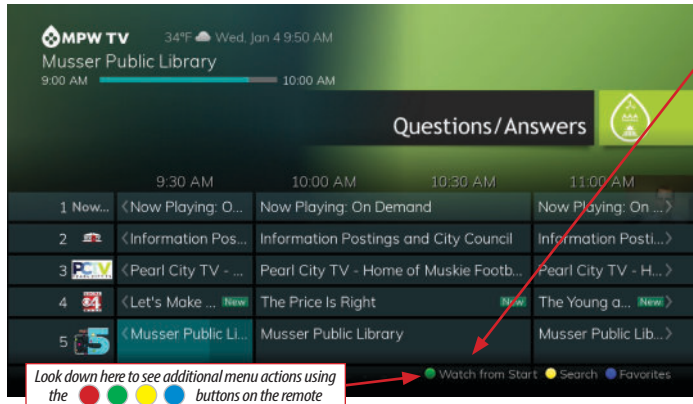 MPW TV 34°F Wed, Jan 4 9:50 AM
Musser Public Library
9:00 AM 10:00 AM
Questions/Answers
9:30 AM 10:00 AM 10:30 AM 11:00 AM
1 Now... <Now Playing: O... Now Playing: On Demand Now Playing: On ...>
2 <Information Pos... Information Postings and City Council Information Posti...>
3 PCTV <Pearl City TV - ... Pearl City TV - Home of Muskie Footb... Pearl City TV - H...>
4 4 <Let's Make ... New The Price Is Right New The Young a... New >
5 5 <Musser Public Li... Musser Public Library Musser Public Lib...>
Watch from Start Search Favorites
Look down here to see additional menu actions using
the buttons on the remote